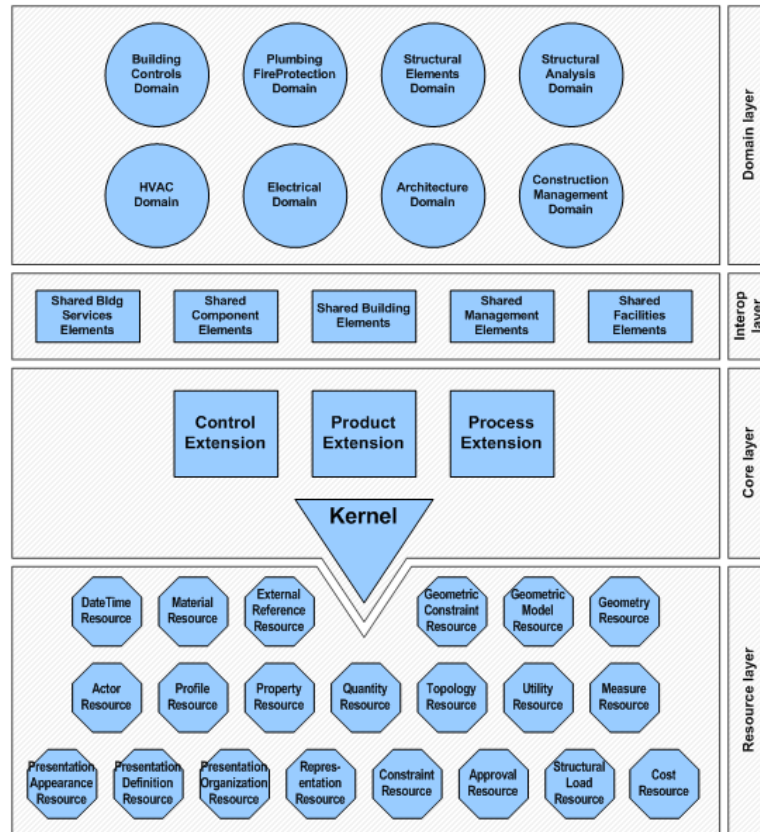 Building
Controls
Domain
Plumbing
FireProtection
Domain
Structural
Elements
Domain
Structural
Analysis
Domain
HVAC
Domain
Electrical
Domain
Architecture
Domain
Construction
Management
Domain
Domain layer
Shared Bldg
Services
Elements
Shared
Component
Elements
Shared Building
Elements
Shared
Management
Elements
Shared
Facilities
Elements
Interop
layer
Control
Extension
Product
Extension
Process
Extension
Kernel
Core layer
DateTime
Resource
Material
Resource
External
Reference
Resource
Geometric
Constraint
Resource
Geometric
Model
Resource
Geometry
Resource
Actor
Resource
Profile
Resource
Property
Resource
Quantity
Resource
Topology
Resource
Utility
Resource
Measure
Resource
Presentation
Appearance
Resource
Presentation
Definition
Resource
Presentation
Organization
Resource
Repres-
entation
Resource
Constraint
Resource
Approval
Resource
Structural
Load
Resource
Cost
Resource
Resource layer